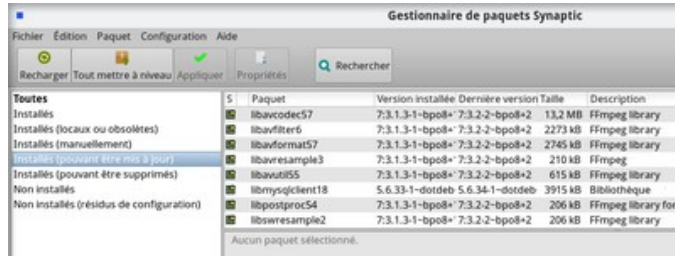 Gestionnaire de paquets Synaptic
Fichier Édition Paquet Configuration Aide
Recharger Tout mettre à niveau Appliquer Propriétés Rechercher
Toutes
Installés
Installés (locaux ou obsolètes)
Installés (manuellement)
Installés (pouvant être mis à jour)
Installés (pouvant être supprimés)
Non installés
Non installés (résidus de configuration)
S Paquet Version installée Dernière version Taille Description
libavcodec57 7:3.1.3-1~bpo8+ 7:3.2-2~bpo8+2 13,2 MB FFmpeg library
libavfilter6 7:3.1.3-1~bpo8+ 7:3.2-2~bpo8+2 2273 kB FFmpeg library
libavformat57 7:3.1.3-1~bpo8+ 7:3.2-2~bpo8+2 2745 kB FFmpeg library
libavresample3 7:3.1.3-1~bpo8+ 7:3.2-2~bpo8+2 210 kB FFmpeg
libavutil55 7:3.1.3-1~bpo8+ 7:3.2-2~bpo8+2 615 kB FFmpeg library
libmysqlclient18 5.6.33-1~dotdeb 5.6.34-1~dotdeb 3915 kB Bibliothèque
libpostproc54 7:3.1.3-1~bpo8+ 7:3.2-2~bpo8+2 206 kB FFmpeg library for
libswresample2 7:3.1.3-1~bpo8+ 7:3.2-2~bpo8+2 206 kB FFmpeg library
Aucun paquet sélectionné.